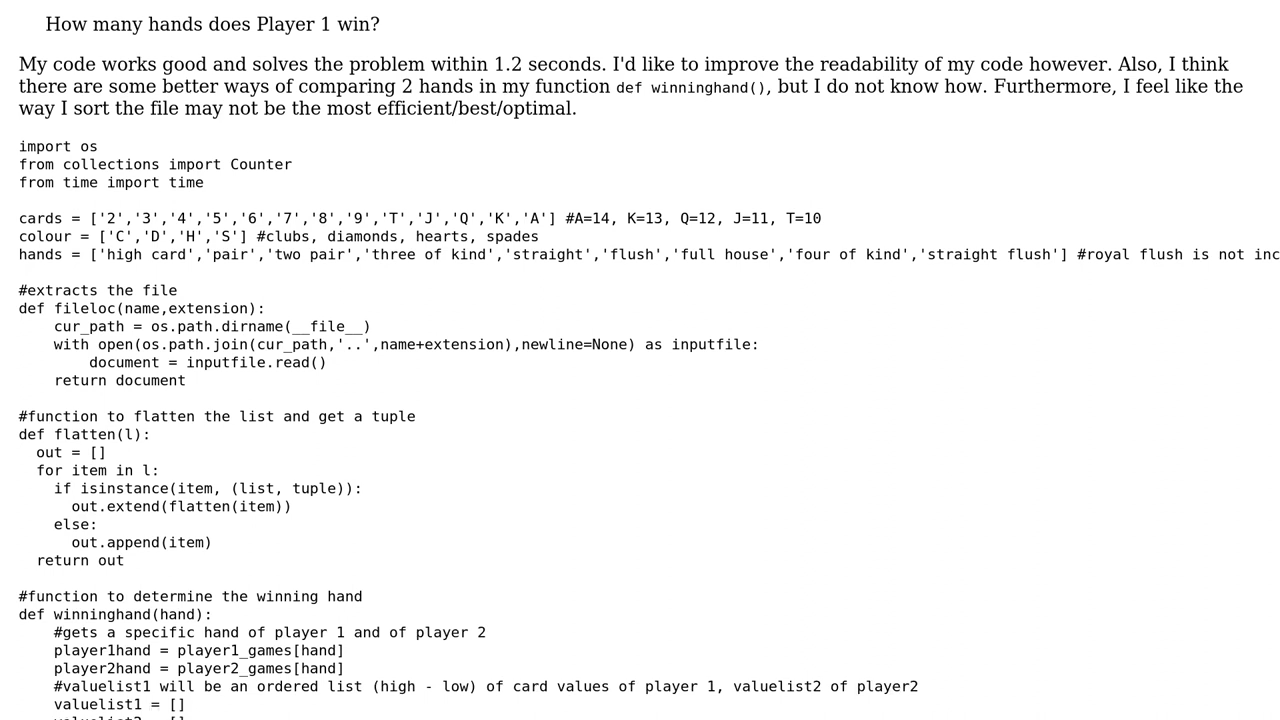 How many hands does Player 1 win?
My code works good and solves the problem within 1.2 seconds. I'd like to improve the readability of my code however. Also, I think
there are some better ways of comparing 2 hands in my function def winninghand(), but I do not know how. Furthermore, I feel like the
way I sort the file may not be the most efficient/best/optimal.
import os
from collections import Counter
from time import time
cards = ['2','3','4','5','6','7','8','9','T','J','Q','K','A'] #A=14, K=13, Q=12, J=11, T=10
colour = ['C','D','H','S'] #clubs, diamonds, hearts, spades
hands = ['high card','pair','two pair','three of kind','straight','flush','full house','four of kind','straight flush'] #royal flush is not inc
#extracts the file
def fileloc(name,extension):
    cur_path = os.path.dirname(__file__)
    with open(os.path.join(cur_path,'..',name+extension),newline=None) as inputfile:
        document = inputfile.read()
    return document
#function to flatten the list and get a tuple
def flatten(l):
  out = []
  for item in l:
    if isinstance(item, (list, tuple)):
      out.extend(flatten(item))
    else:
      out.append(item)
  return out
#function to determine the winning hand
def winninghand(hand):
    #gets a specific hand of player 1 and of player 2
    player1hand = player1_games[hand]
    player2hand = player2_games[hand]
    #valuelist1 will be an ordered list (high - low) of card values of player 1, valuelist2 of player2
    valuelist1 = []